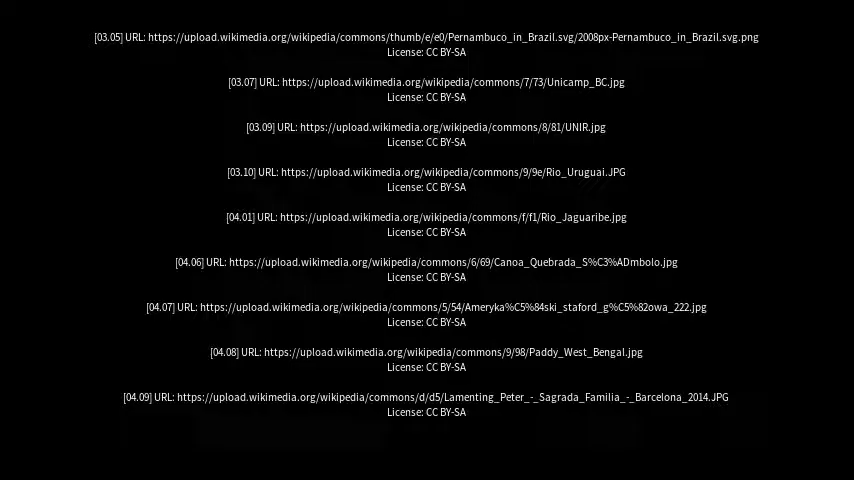 [03.05] URL: https://upload.wikimedia.org/wikipedia/commons/thumb/e/e0/Pernambuco_in_Brazil.svg/2008px-Pernambuco_in_Brazil.svg.png
License: CC BY-SA
[03.07] URL: https://upload.wikimedia.org/wikipedia/commons/7/73/Unicamp_BC.jpg
License: CC BY-SA
[03.09] URL: https://upload.wikimedia.org/wikipedia/commons/8/81/UNIR.jpg
License: CC BY-SA
[03.10] URL: https://upload.wikimedia.org/wikipedia/commons/9/9e/Rio_Uruguai.JPG
License: CC BY-SA
[04.01] URL: https://upload.wikimedia.org/wikipedia/commons/f/f1/Rio_Jaguaribe.jpg
License: CC BY-SA
[04.06] URL: https://upload.wikimedia.org/wikipedia/commons/6/69/Canoa_Quebrada_S%C3%ADmbolo.jpg
License: CC BY-SA
[04.07] URL: https://upload.wikimedia.org/wikipedia/commons/5/54/Ameryka%C5%84ski_staford_g%C5%82owa_222.jpg
License: CC BY-SA
[04.08] URL: https://upload.wikimedia.org/wikipedia/commons/9/98/Paddy_West_Bengal.jpg
License: CC BY-SA
[04.09] URL: https://upload.wikimedia.org/wikipedia/commons/d/d5/Lamenting_Peter_-_Sagrada_Familia_-_Barcelona_2014.JPG
License: CC BY-SA